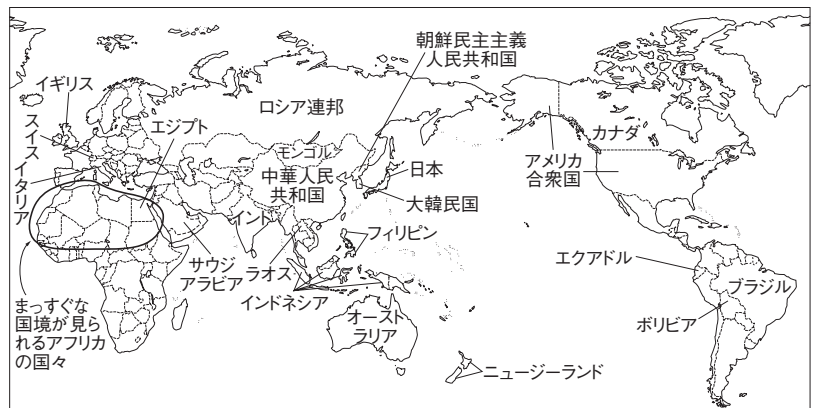 朝鮮民主主義
人民共和国
イギリス
ロシア連邦
スイス
エジプト
イタリア
モンゴル
中華人民
共和国
日本
大韓民国
カナダ
アメリカ
合衆国
インド
フィリピン
サウジ
アラビア
ラオス
インドネシア
エクアドル
ブラジル
ボリビア
オースト
ラリア
ニュージーランド
まっすぐな
国境が見ら
れるアフリカ
の国々